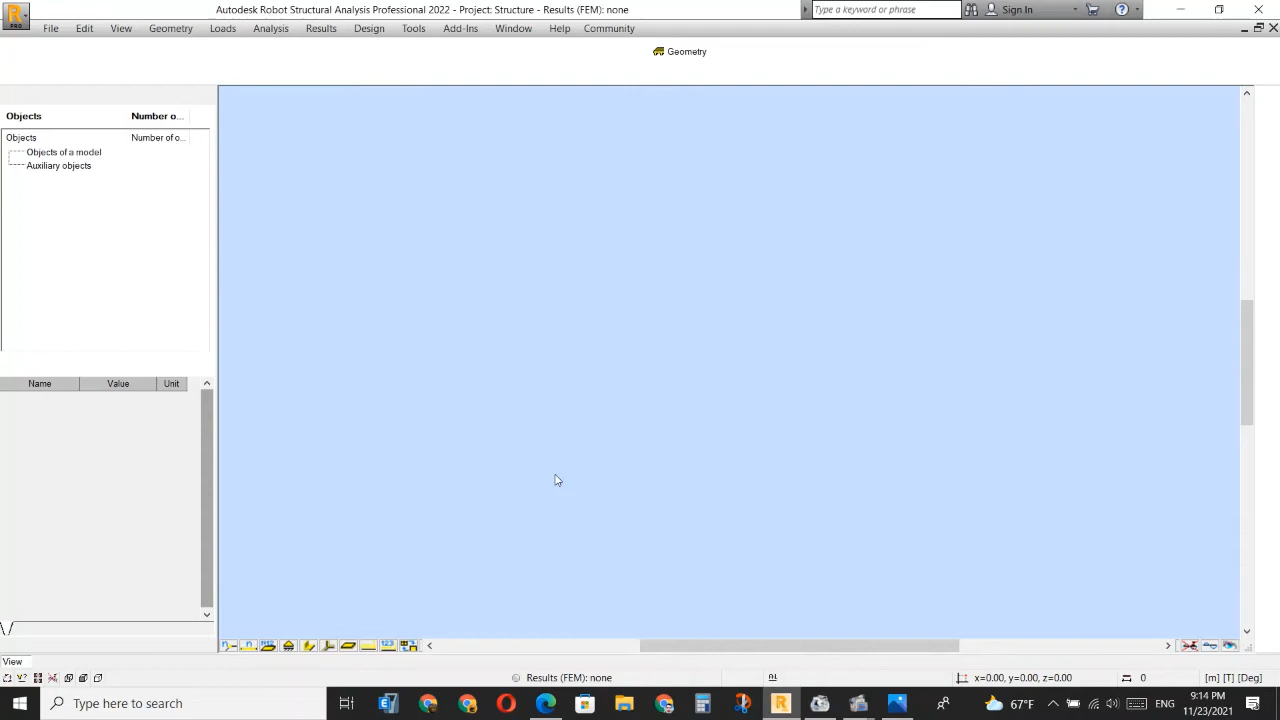 Autodesk Robot Structural Analysis Professional 2022 - Project: Structure - Results (FEM): none
Type a keyword or phrase
Sign In
PRO
File Edit View Geometry Loads Analysis Results Design Tools Add-Ins Window Help Community
Geometry
Objects Number o...
Objects Number of o...
Objects of a model
Auxiliary objects
Name Value Unit
View
Results (FEM): none
x=0.00, y=0.00, z=0.00
0
[m] [T] [Deg]
Type here to search
67°F
ENG
9:14 PM
11/23/2021